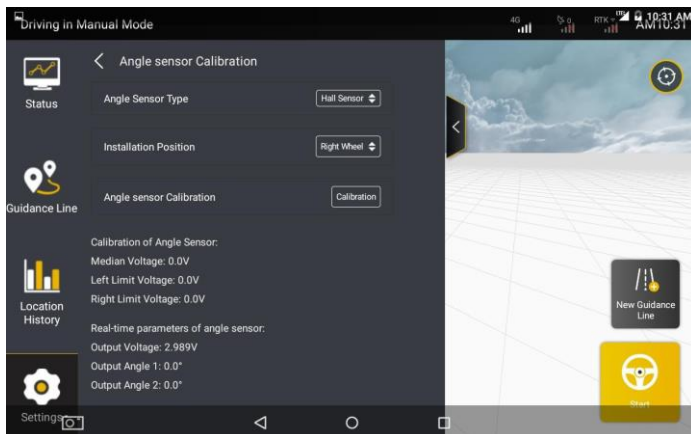 Driving in Manual Mode
4G
RTK
10:31 AM
AM10:31
Status
Guidance Line
Location
History
Settings
Angle sensor Calibration
Angle Sensor Type
Hall Sensor
Installation Position
Right Wheel
Angle sensor Calibration
Calibration
Calibration of Angle Sensor:
Median Voltage: 0.0V
Left Limit Voltage: 0.0V
Right Limit Voltage: 0.0V
Real-time parameters of angle sensor:
Output Voltage: 2.989V
Output Angle 1: 0.0°
Output Angle 2: 0.0°
New Guidance
Line
Start